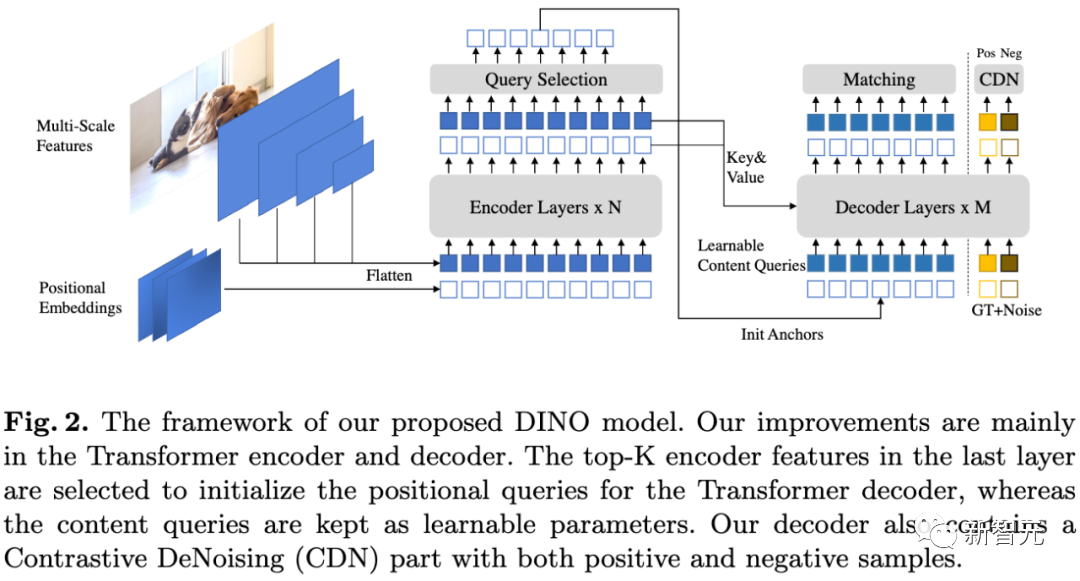 Multi-Scale
Features
Positional
Embeddings
Flatten
Query Selection
Encoder Layers x N
Key&
Value
Learnable
Content Queries
Init Anchors
Matching
Pos Neg
CDN
Decoder Layers x M
GT+Noise
Fig. 2. The framework of our proposed DINO model. Our improvements are mainly
in the Transformer encoder and decoder. The top-K encoder features in the last layer
are selected to initialize the positional queries for the Transformer decoder, whereas
the content queries are kept as learnable parameters. Our decoder also contains a
Contrastive DeNoising (CDN) part with both positive and negative samples.
新智元